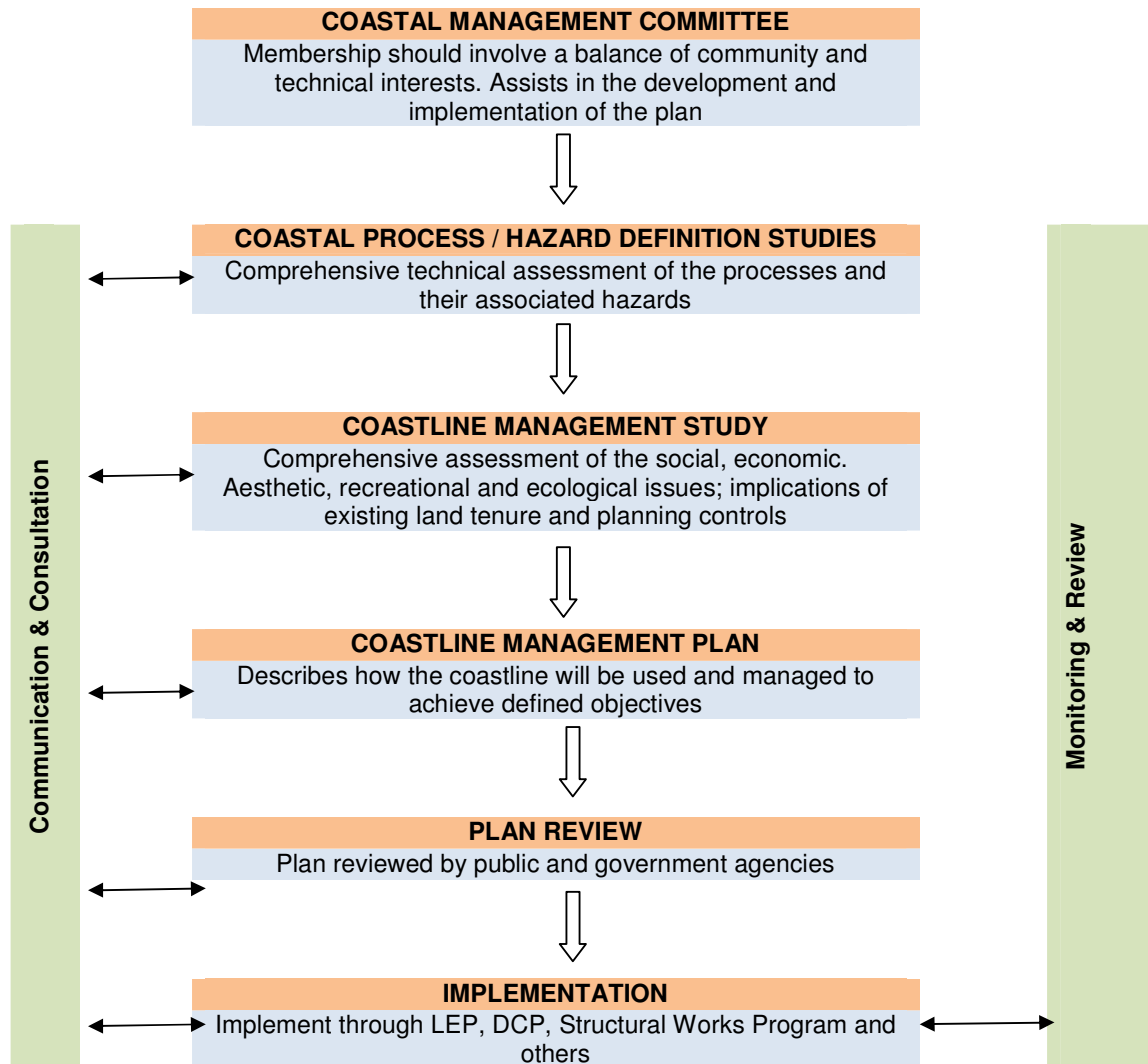 COASTAL MANAGEMENT COMMITTEE
Membership should involve a balance of community and
technical interests. Assists in the development and
implementation of the plan
COASTAL PROCESS / HAZARD DEFINITION STUDIES
Comprehensive technical assessment of the processes and
their associated hazards
COASTLINE MANAGEMENT STUDY
Comprehensive assessment of the social, economic.
Aesthetic, recreational and ecological issues; implications of
existing land tenure and planning controls
COASTLINE MANAGEMENT PLAN
Describes how the coastline will be used and managed to
achieve defined objectives
PLAN REVIEW
Plan reviewed by public and government agencies
IMPLEMENTATION
Implement through LEP, DCP, Structural Works Program and
others
Communication & Consultation
Monitoring & Review